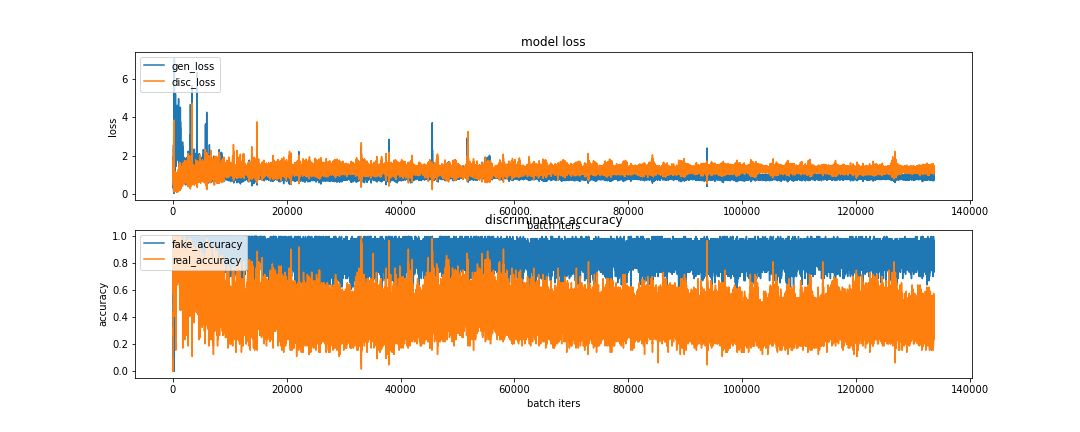 model loss
gen_loss
disc_loss
6
4
2
0
loss
0 20000 40000 60000 80000 100000 120000 140000
batch iters
discriminator accuracy
fake_accuracy
real_accuracy
1.0
0.8
0.6
0.4
0.2
0.0
accuracy
0 20000 40000 60000 80000 100000 120000 140000
batch iters